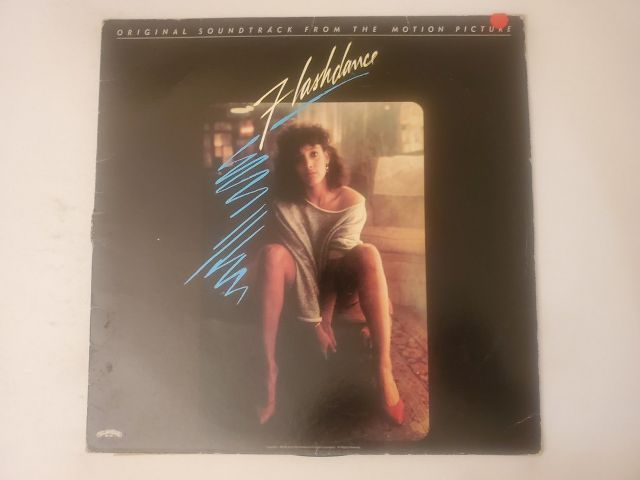 ORIGINAL SOUNDTRACK FROM THE MOTION PICTURE
Flashdance